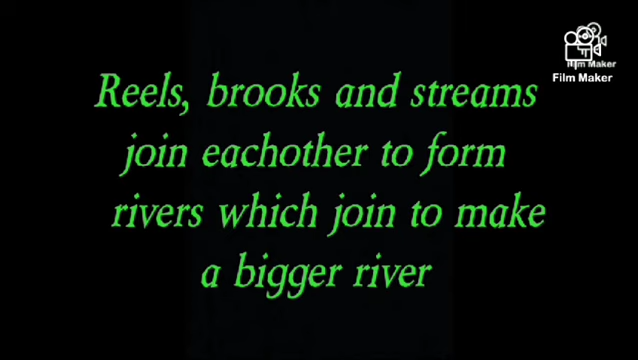 Film Maker
Film Maker
Reels, brooks and streams
join eachother to form
rivers which join to make
a bigger river